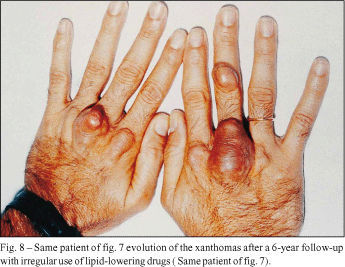 Fig. 8 – Same patient of fig. 7 evolution of the xanthomas after a 6-year follow-up
with irregular use of lipid-lowering drugs ( Same patient of fig. 7).